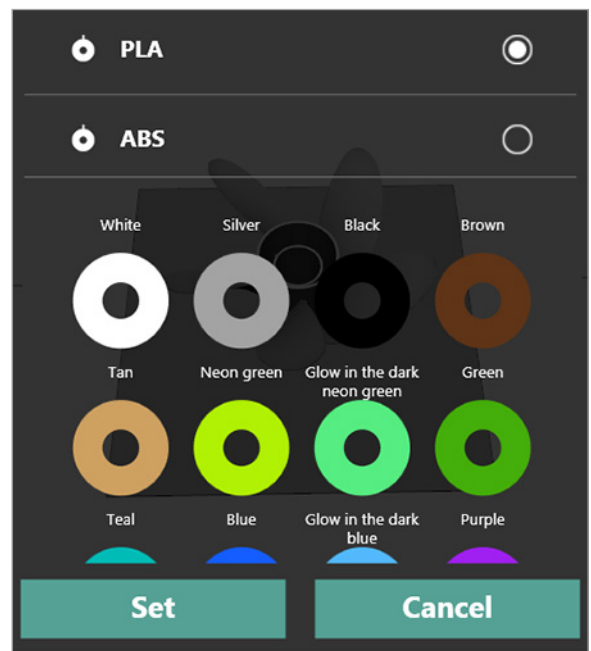 PLA
ABS
White Silver Black Brown
Tan Neon green Glow in the dark neon green Green
Teal Blue Glow in the dark blue Purple
Set Cancel